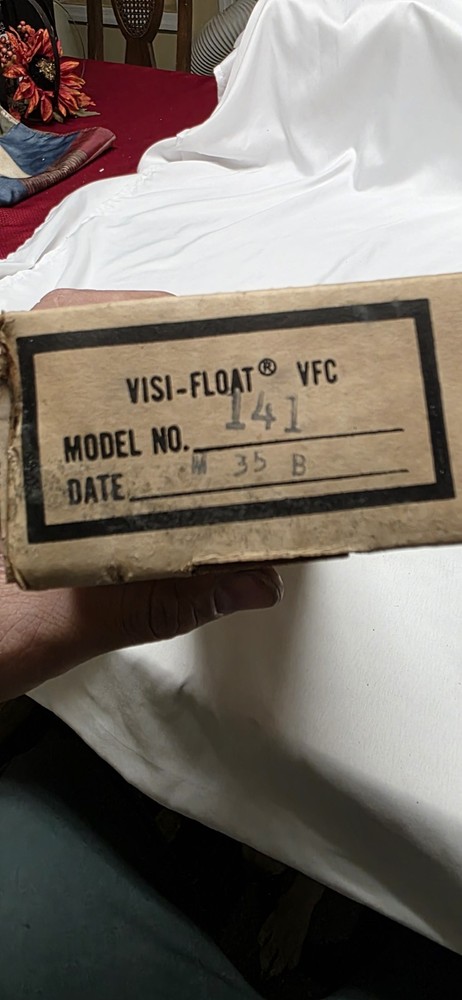 VISI-FLOAT® VFC
MODEL NO. 141
DATE M 35 B